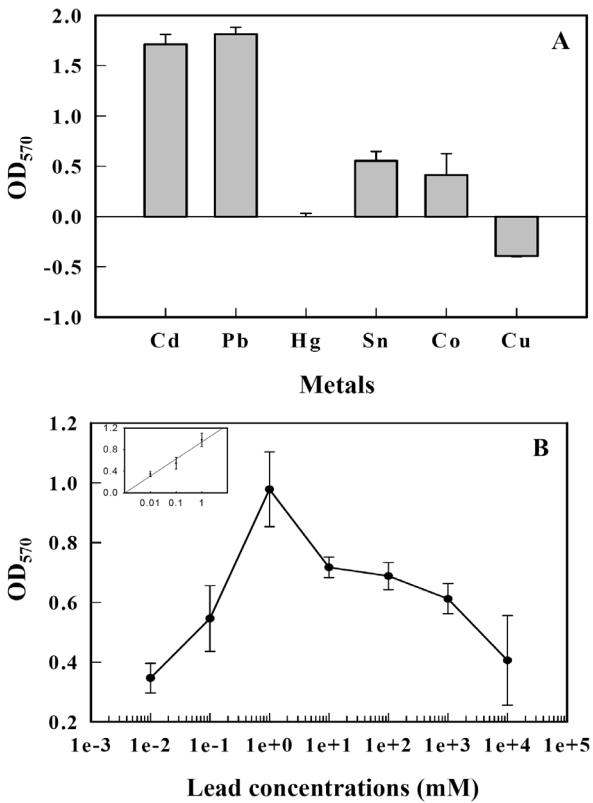 A
2.0
1.5
1.0
0.5
0.0
-0.5
-1.0
OD570
Cd Pb Hg Sn Co Cu
Metals
B
1.2
1.0
0.8
0.6
0.4
0.2
OD570
1.2
0.8
0.4
0.0
0.01 0.1 1
1e-3 1e-2 1e-1 1e+0 1e+1 1e+2 1e+3 1e+4 1e+5
Lead concentrations (mM)